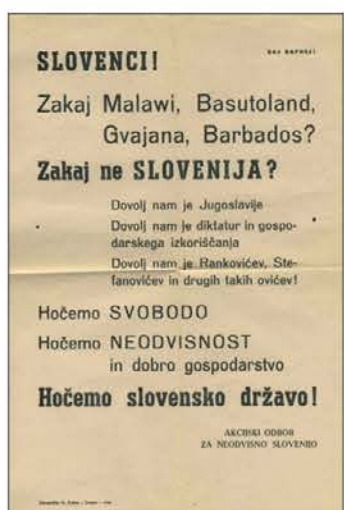 SLOVENCI!
Zakaj Malawi, Basutoland,
Gvajana, Barbados?
Zakaj ne SLOVENIJA?
Dovolj nam je Jugoslavije
Dovolj nam je diktatur in gospo-
darskega izkoriščanja
Dovolj nam je Rankovićev, Ste-
fanovićev in drugih takih ovićev!
Hočemo SVOBODO
Hočemo NEODVISNOST
in dobro gospodarstvo
Hočemo slovensko državo!
AKCIJSKI ODBOR
ZA NEODVISNO SLOVENIJO